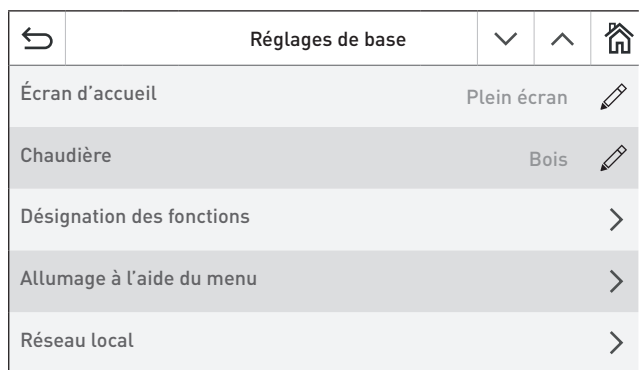 Réglages de base
Écran d’accueil Plein écran
Chaudière Bois
Désignation des fonctions
Allumage à l’aide du menu
Réseau local